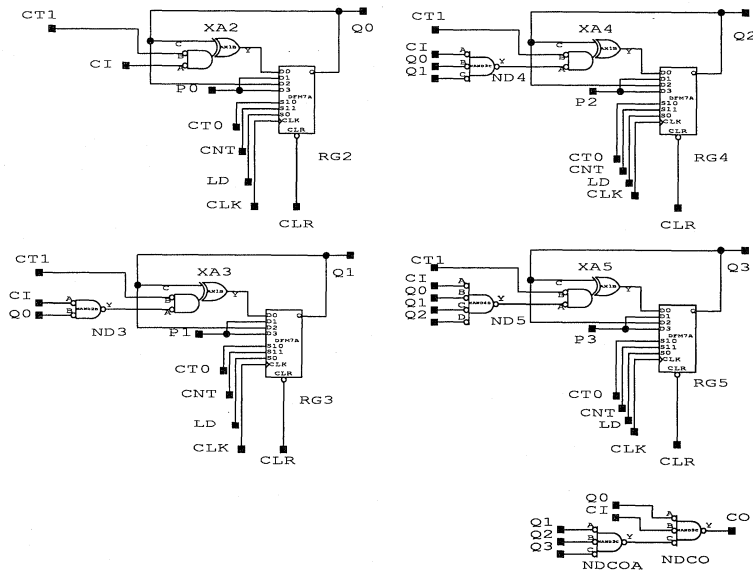 CT1
XA2
Q0
C
AX1B
Y
B
A
CI
D0
D1
D2
D3
P0
DFM7A
S10
S11
S0
CLK
CLR
CT0
CNT
RG2
LD
CLK
CLR
CT1
XA4
Q2
C
AX1B
Y
CI
A
Q0
B
Y
Q1
C
ND4
B
A
D0
D1
D2
D3
P2
DFM7A
S10
S11
S0
CLK
CLR
CT0
CNT
RG4
LD
CLK
CLR
CT1
XA3
Q1
C
AX1B
Y
CI
A
Y
Q0
B
ND3
B
A
D0
D1
D2
D3
P1
DFM7A
S10
S11
S0
CLK
CLR
CT0
CNT
RG3
LD
CLK
CLR
CT1
XA5
Q3
C
AX1B
Y
CI
A
Q0
B
Y
Q1
C
Q2
D
ND5
B
A
D0
D1
D2
D3
P3
DFM7A
S10
S11
S0
CLK
CLR
CT0
CNT
RG5
LD
CLK
CLR
Q0
CI
A
B
Y
CO
C
NDCO
Q1
A
Q2
B
Y
Q3
C
NDCOA